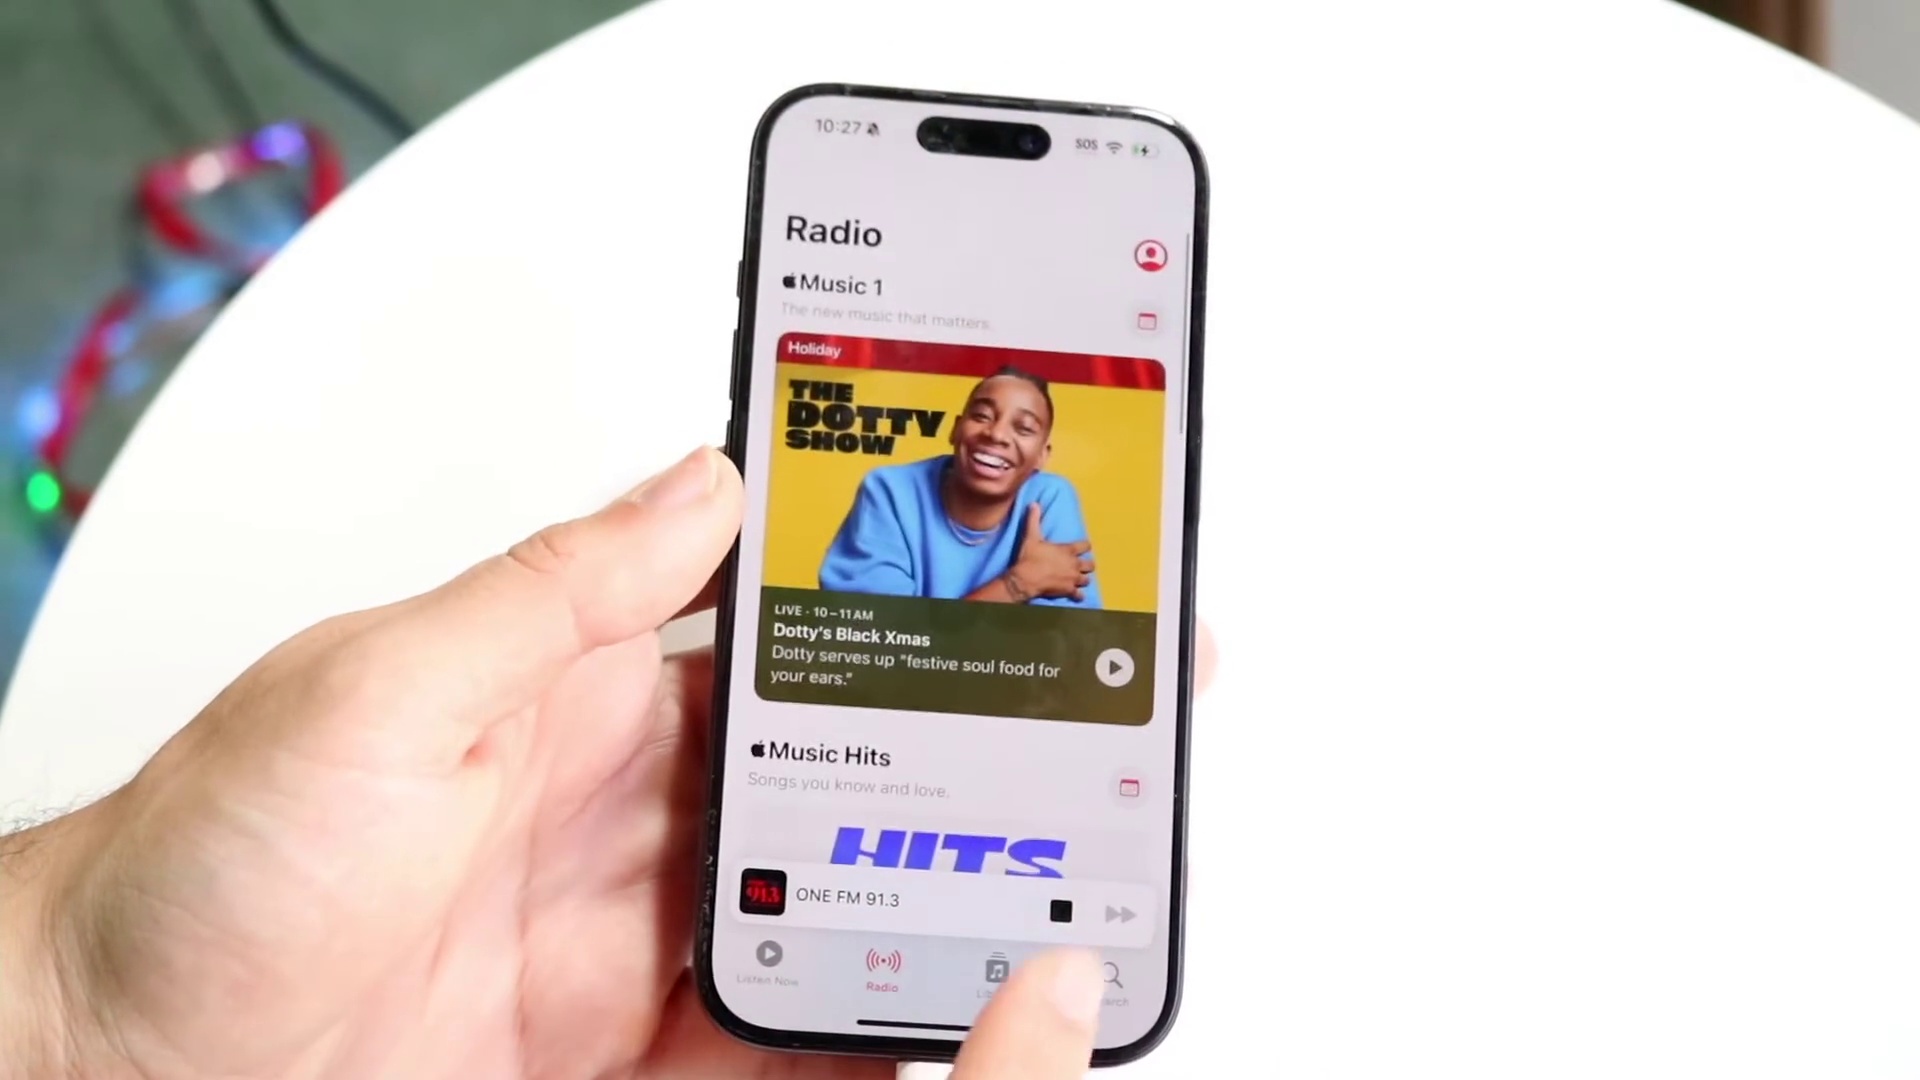 10:27
SOS
Radio
Music 1
The new music that matters.
Holiday
THE
DOTTY
SHOW
LIVE · 10–11 AM
Dotty's Black Xmas
Dotty serves up "festive soul food for
your ears."
Music Hits
Songs you know and love.
HITS
91.3
ONE FM 91.3
Listen Now
Radio